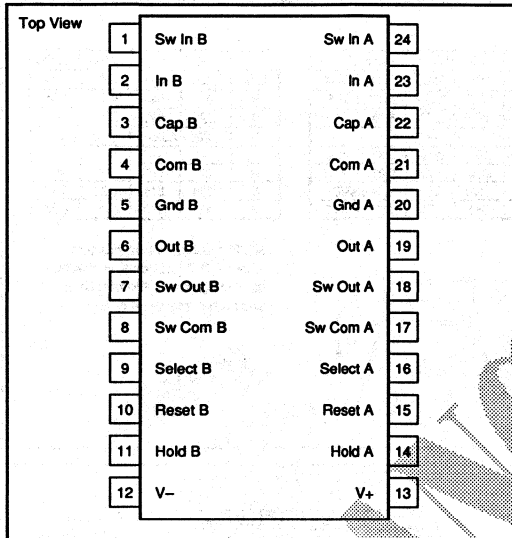 Top View
1 Sw In B Sw In A 24
2 In B In A 23
3 Cap B Cap A 22
4 Com B Com A 21
5 Gnd B Gnd A 20
6 Out B Out A 19
7 Sw Out B Sw Out A 18
8 Sw Com B Sw Com A 17
9 Select B Select A 16
10 Reset B Reset A 15
11 Hold B Hold A 14
12 V– V+ 13